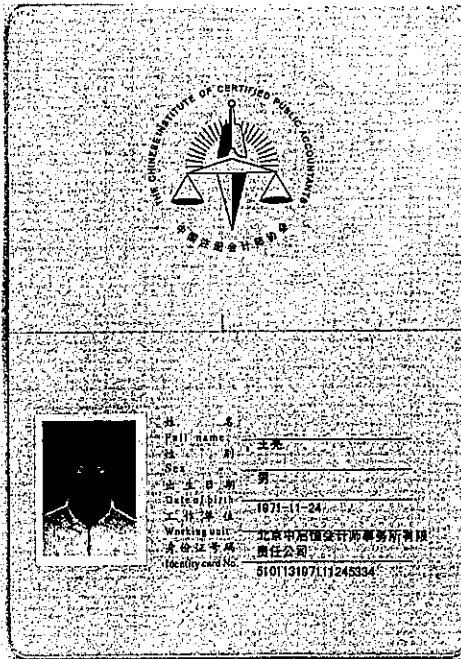 THE CHINESE INSTITUTE OF CERTIFIED PUBLIC ACCOUNTANTS
中国注册会计师协会
姓 名
Full name
性 别
Sex
男
出生日期
Date of birth
1971-11-24
工作单位
Working unit
北京中启恒会计师事务所有限
责任公司
身份证号码
Identity card No.
510113197111245334